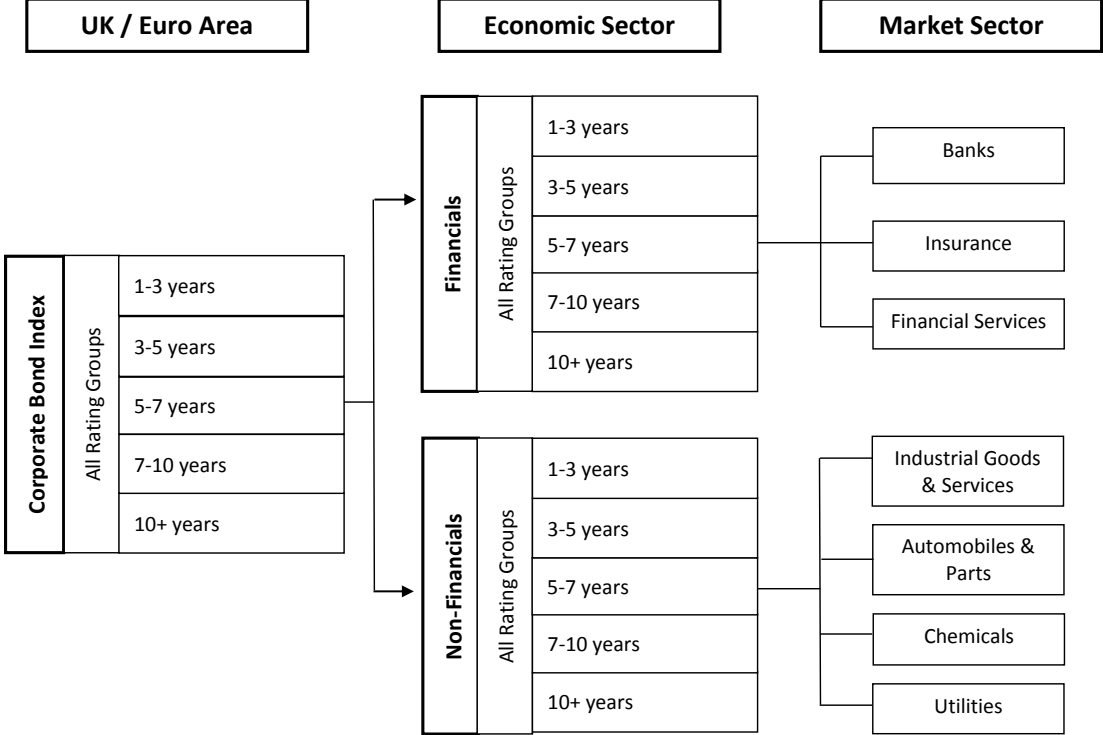 UK / Euro Area
Economic Sector
Market Sector
Corporate Bond Index
All Rating Groups
1-3 years
3-5 years
5-7 years
7-10 years
10+ years
Financials
All Rating Groups
1-3 years
3-5 years
5-7 years
7-10 years
10+ years
Banks
Insurance
Financial Services
Non-Financials
All Rating Groups
1-3 years
3-5 years
5-7 years
7-10 years
10+ years
Industrial Goods
& Services
Automobiles &
Parts
Chemicals
Utilities